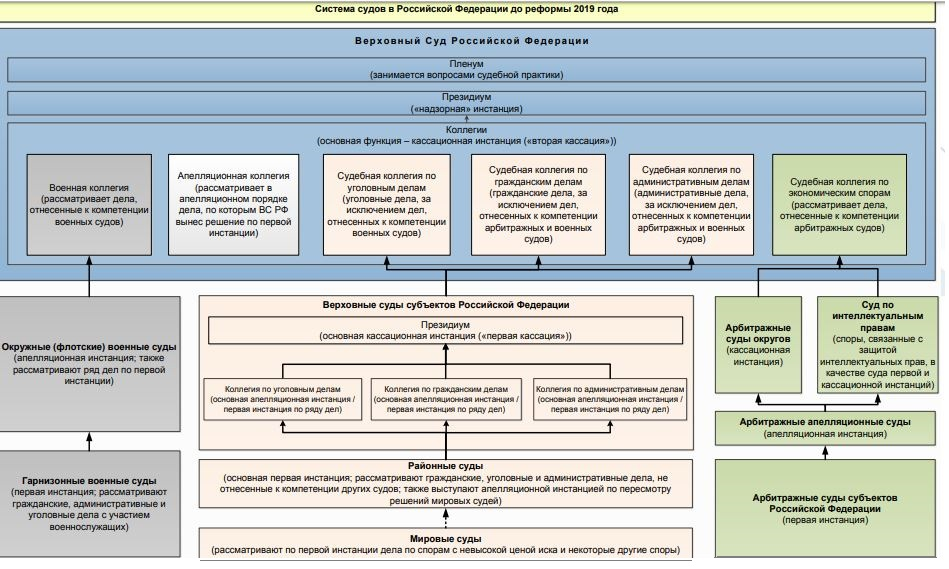 Система судов в Российской Федерации до реформы 2019 года
Верховный Суд Российской Федерации
Пленум
(занимается вопросами судебной практики)
Президиум
(«надзорная» инстанция)
Коллегии
(основная функция – кассационная инстанция («вторая кассация»))
Военная коллегия
(рассматривает дела,
отнесенные к компетенции
военных судов)
Апелляционная коллегия
(рассматривает в
апелляционном порядке
дела, по которым ВС РФ
вынес решение по первой
инстанции)
Судебная коллегия по
уголовным делам
(уголовные дела, за
исключением дел,
отнесенных к компетенции
военных судов)
Судебная коллегия по
гражданским делам
(гражданские дела, за
исключением дел,
отнесенных к компетенции
арбитражных и военных
судов)
Судебная коллегия по
административным делам
(административные дела,
за исключением дел,
отнесенных к компетенции
арбитражных и военных
судов)
Судебная коллегия по
экономическим спорам
(рассматривает дела,
отнесенные к компетенции
арбитражных судов)
Окружные (флотские) военные суды
(апелляционная инстанция; также
рассматривают ряд дел по первой
инстанции)
Гарнизонные военные суды
(первая инстанция; рассматривают
гражданские, административные и
уголовные дела с участием
военнослужащих)
Верховные суды субъектов Российской Федерации
Президиум
(основная кассационная инстанция («первая кассация»))
Коллегия по уголовным делам
(основная апелляционная инстанция /
первая инстанция по ряду дел)
Коллегия по гражданским делам
(основная апелляционная инстанция /
первая инстанция по ряду дел)
Коллегия по административным делам
(основная апелляционная инстанция /
первая инстанция по ряду дел)
Районные суды
(основная первая инстанция; рассматривают гражданские, уголовные и административные дела, не
отнесенные к компетенции других судов; также выступают апелляционной инстанцией по пересмотру
решений мировых судей)
Мировые суды
(рассматривают по первой инстанции дела по спорам с невысокой ценой иска и некоторые другие споры)
Арбитражные
суды округов
(кассационная
инстанция)
Суд по
интеллектуальным
правам
(споры, связанные с
защитой
интеллектуальных прав, в
качестве суда первой и
кассационной инстанций)
Арбитражные апелляционные суды
(апелляционная инстанция)
Арбитражные суды субъектов
Российской Федерации
(первая инстанция)